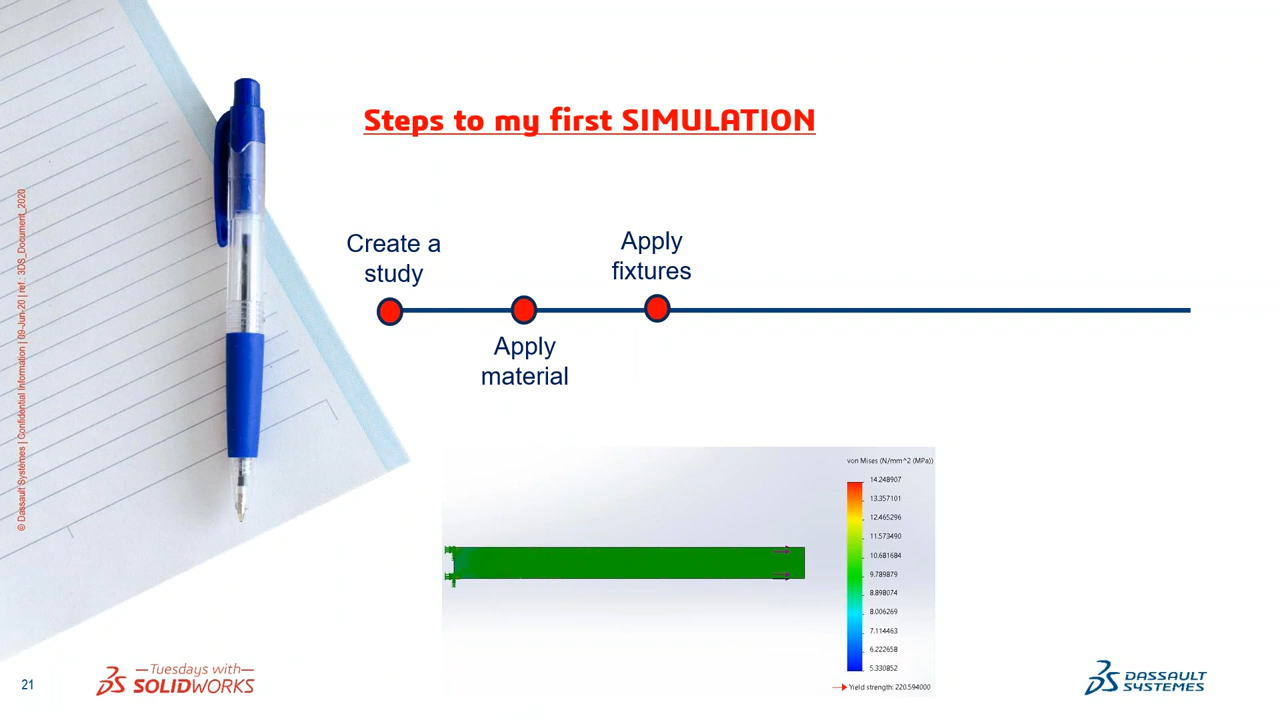 Steps to my first SIMULATION
Create a
study
Apply
fixtures
Apply
material
von Mises (N/mm^2 (MPa))
14.248907
13.357101
12.465296
11.573490
10.681684
9.789879
8.898074
8.006269
7.114463
6.222658
5.330852
Yield strength: 220.594000
© Dassault Systèmes | Confidential Information | 09-Jun-20 | ref.: 3DS_Document_2020
21
Tuesdays with
SOLIDWORKS
DASSAULT
SYSTEMES